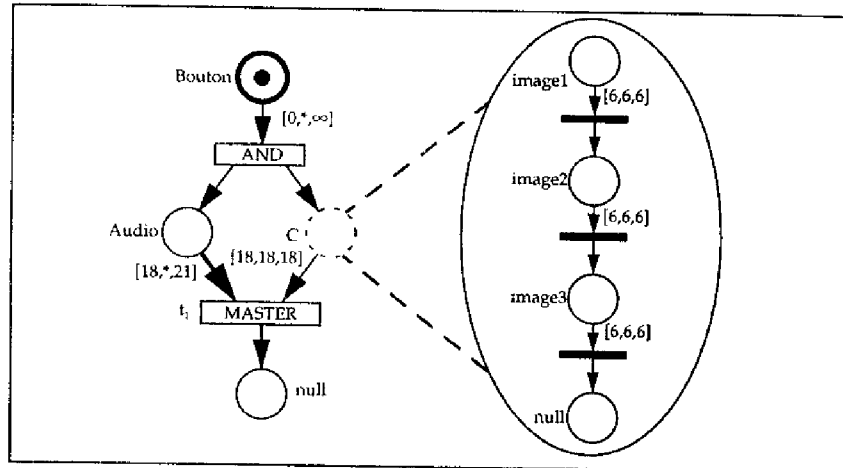 Bouton
[0,*,∞]
AND
Audio
C
[18,*,21]
[18,18,18]
t₁ MASTER
null
image1
[6,6,6]
image2
[6,6,6]
image3
[6,6,6]
null